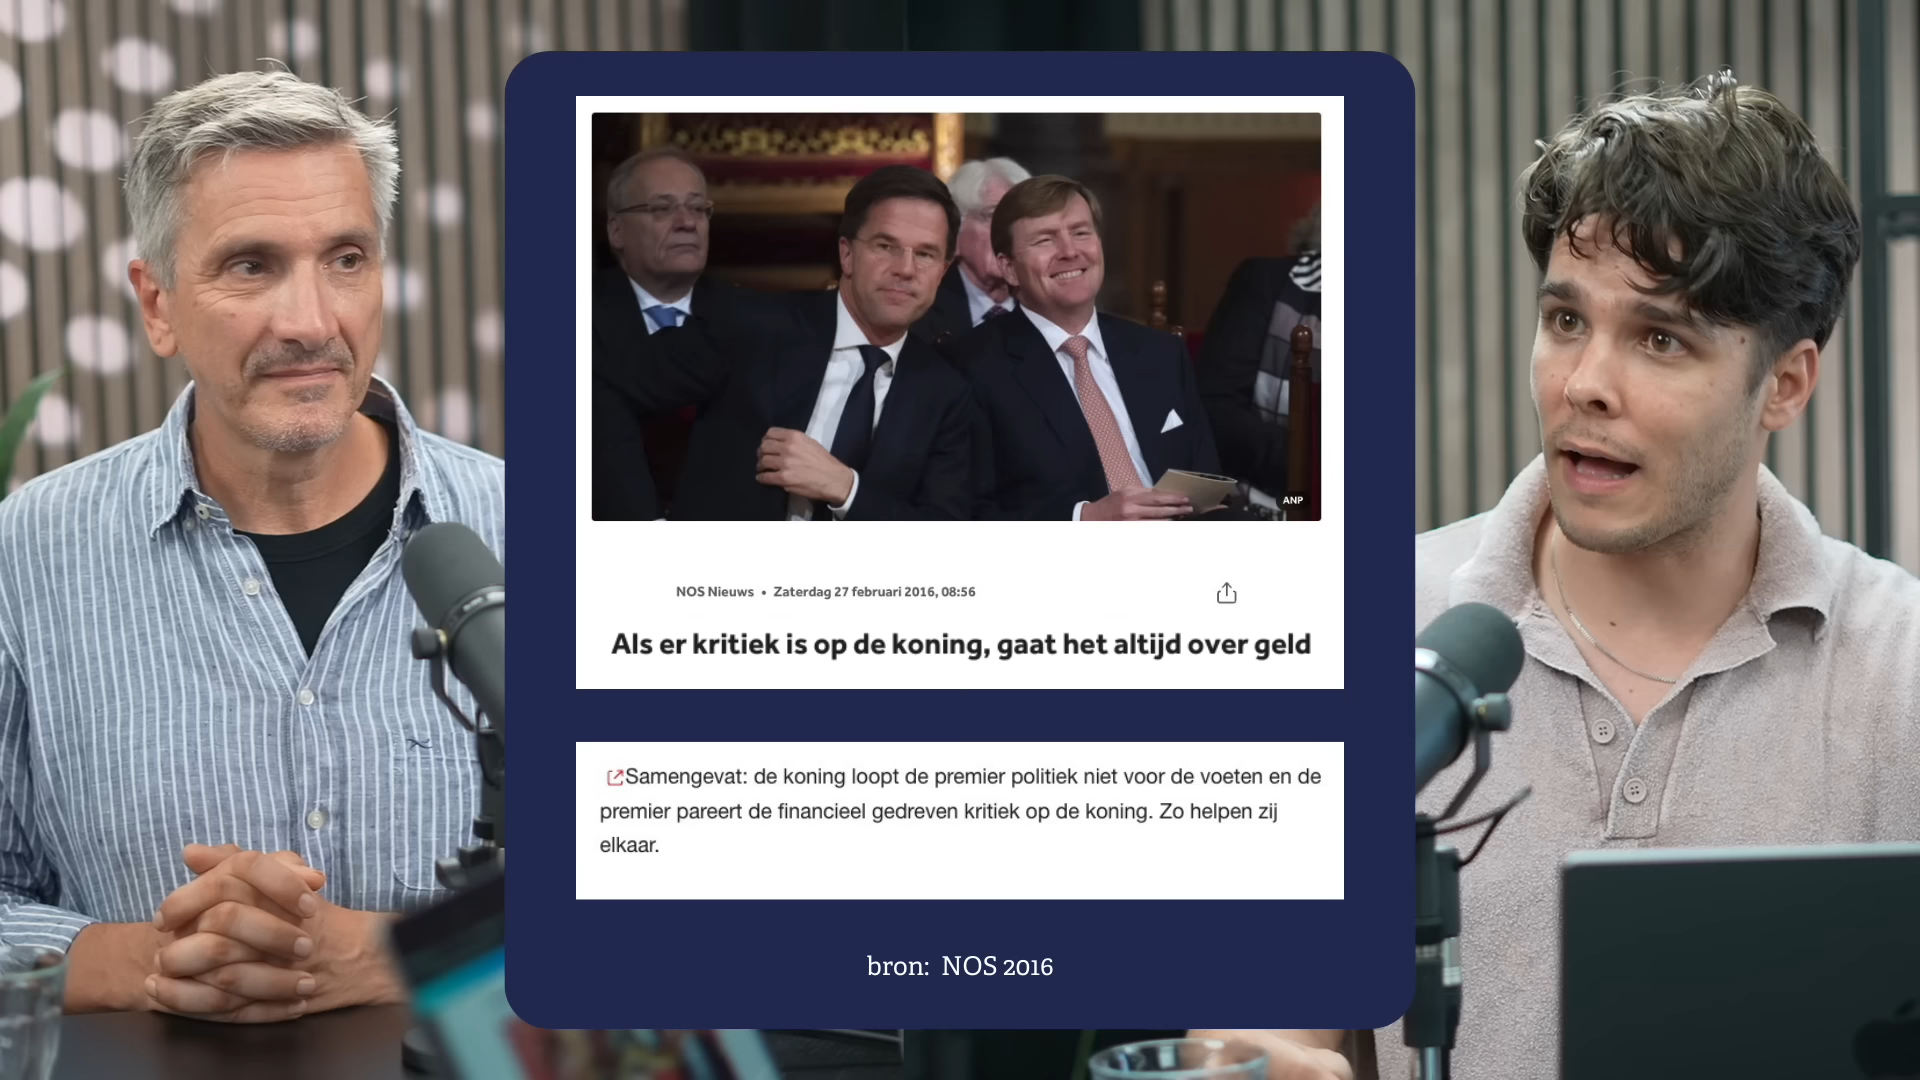 ANP
NOS Nieuws • Zaterdag 27 februari 2016, 08:56
Als er kritiek is op de koning, gaat het altijd over geld
Samengevat: de koning loopt de premier politiek niet voor de voeten en de
premier pareert de financieel gedreven kritiek op de koning. Zo helpen zij
elkaar.
bron: NOS 2016